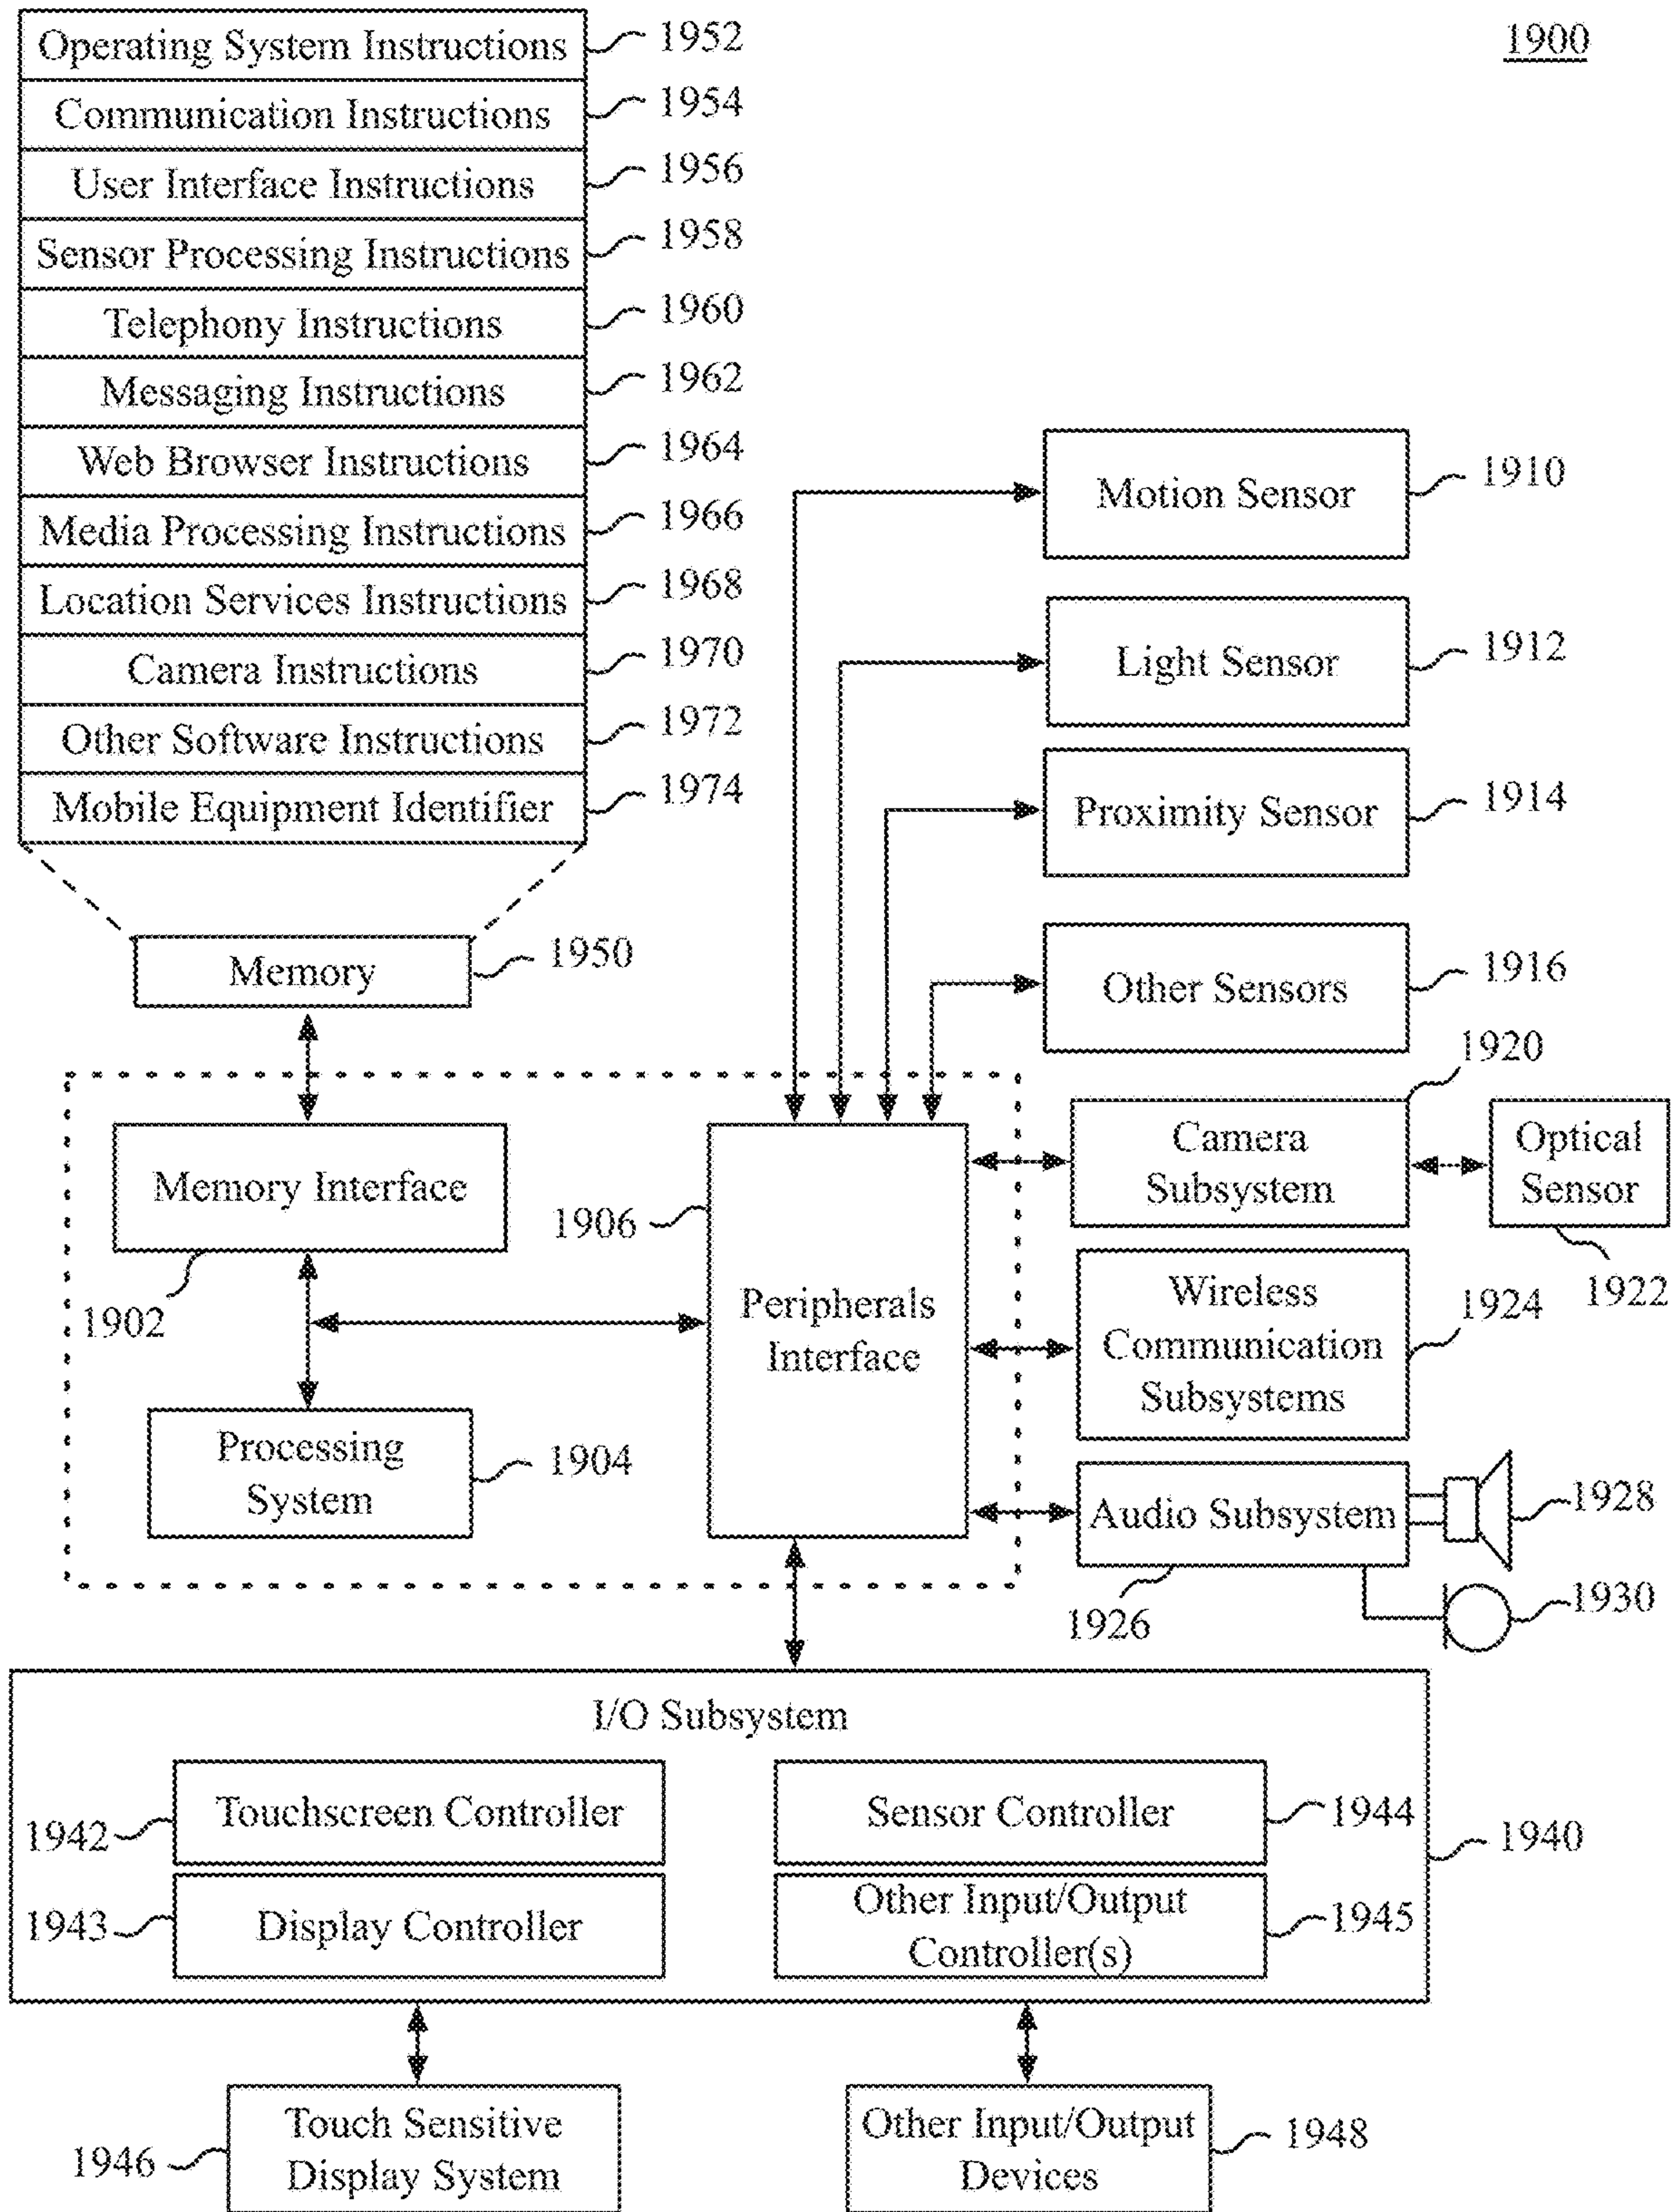 1900
Operating System Instructions
1952
Communication Instructions
1954
User Interface Instructions
1956
Sensor Processing Instructions
1958
Telephony Instructions
1960
Messaging Instructions
1962
Web Browser Instructions
1964
Media Processing Instructions
1966
Location Services Instructions
1968
Camera Instructions
1970
Other Software Instructions
1972
Mobile Equipment Identifier
1974
Memory
1950
Motion Sensor
1910
Light Sensor
1912
Proximity Sensor
1914
Other Sensors
1916
Memory Interface
1902
Processing
System
1904
1906
Peripherals
Interface
1920
Camera
Subsystem
Optical
Sensor
1922
Wireless
Communication
Subsystems
1924
Audio Subsystem
1926
1928
1930
I/O Subsystem
1940
Touchscreen Controller
1942
Sensor Controller
1944
Display Controller
1943
Other Input/Output
Controller(s)
1945
Touch Sensitive
Display System
1946
Other Input/Output
Devices
1948